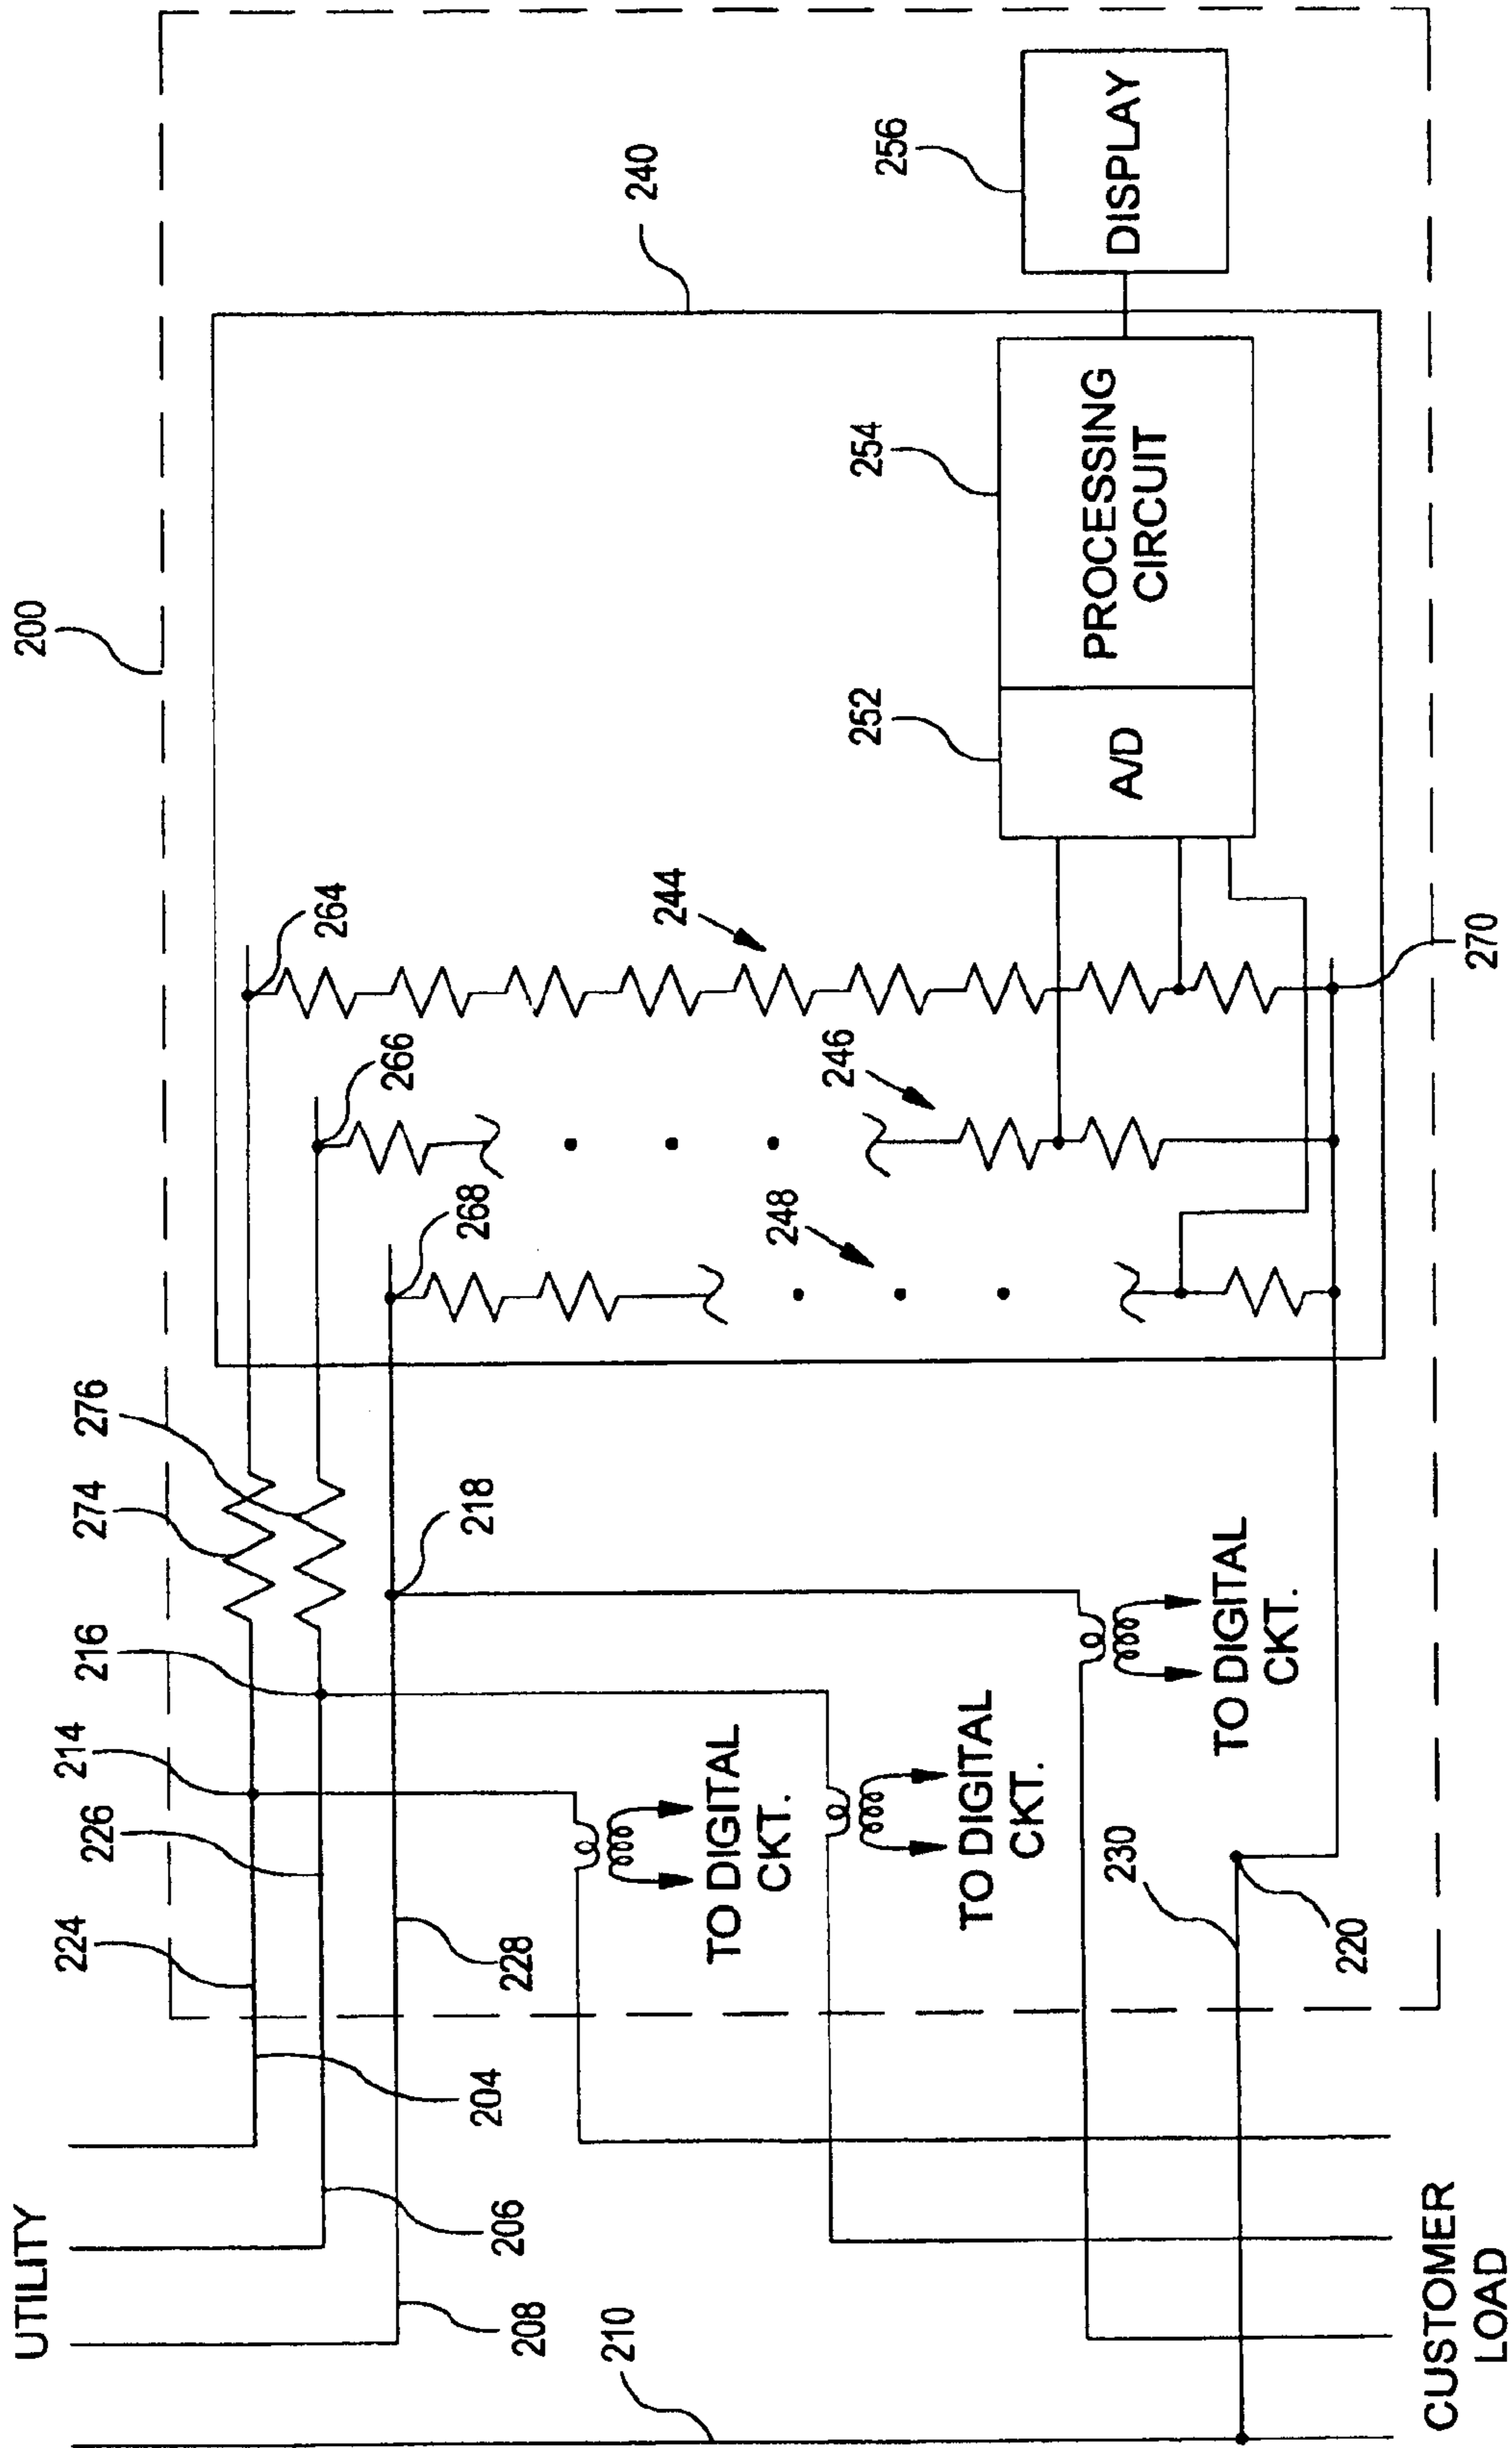 UTILITY
CUSTOMER
LOAD
200
204
206
208
210
214
216
218
220
224
226
228
230
240
244
246
248
252
254
256
264
266
268
270
274
276
TO DIGITAL
CKT.
TO DIGITAL
CKT.
TO DIGITAL
CKT.
A/D
PROCESSING
CIRCUIT
DISPLAY